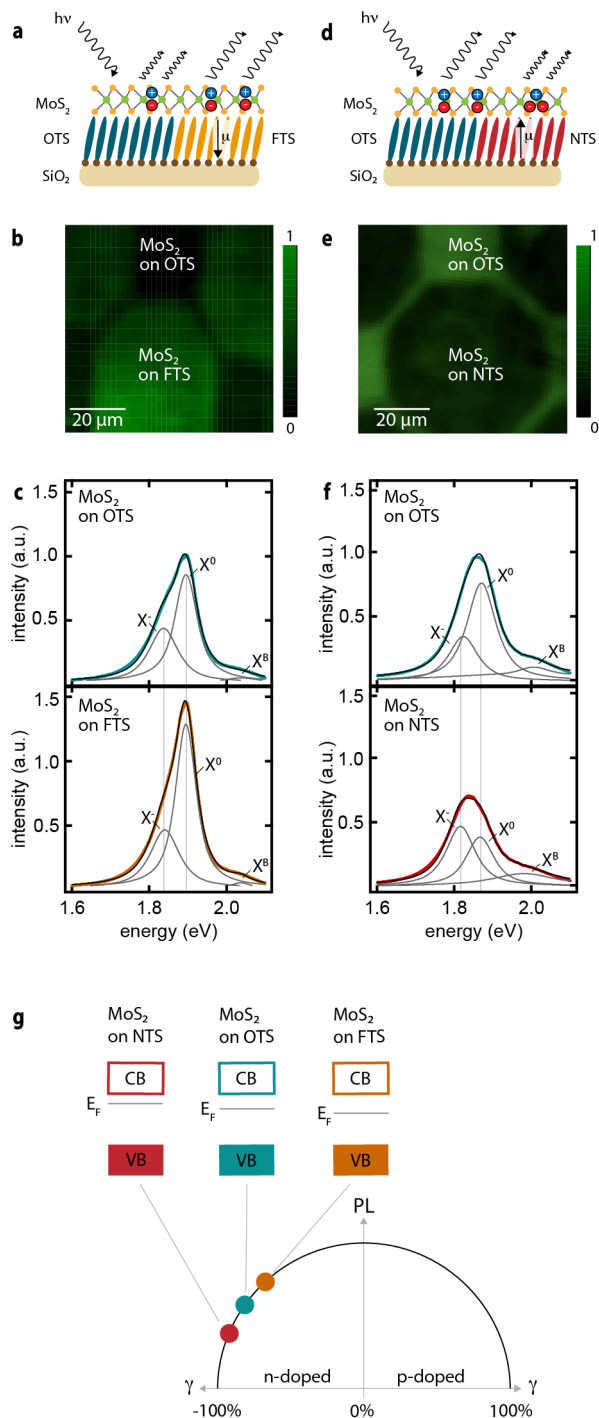 a
hν
MoS₂
OTS
μ
FTS
SiO₂
d
hν
MoS₂
OTS
μ
NTS
SiO₂
b
MoS₂
on OTS
MoS₂
on FTS
20 μm
1
0
e
MoS₂
on OTS
MoS₂
on NTS
20 μm
1
0
c
MoS₂
on OTS
1.5
1.0
0.5
intensity (a.u.)
X⁻
X⁰
Xᴮ
MoS₂
on FTS
1.5
1.0
0.5
intensity (a.u.)
X⁻
X⁰
Xᴮ
1.6 1.8 2.0
energy (eV)
f
MoS₂
on OTS
1.5
1.0
0.5
intensity (a.u.)
X⁻
X⁰
Xᴮ
MoS₂
on NTS
1.5
1.0
0.5
intensity (a.u.)
X⁻
X⁰
Xᴮ
1.6 1.8 2.0
energy (eV)
g
MoS₂
on NTS
MoS₂
on OTS
MoS₂
on FTS
CB CB CB
E_F E_F E_F
VB VB VB
PL
n-doped p-doped
γ γ
-100% 0% 100%